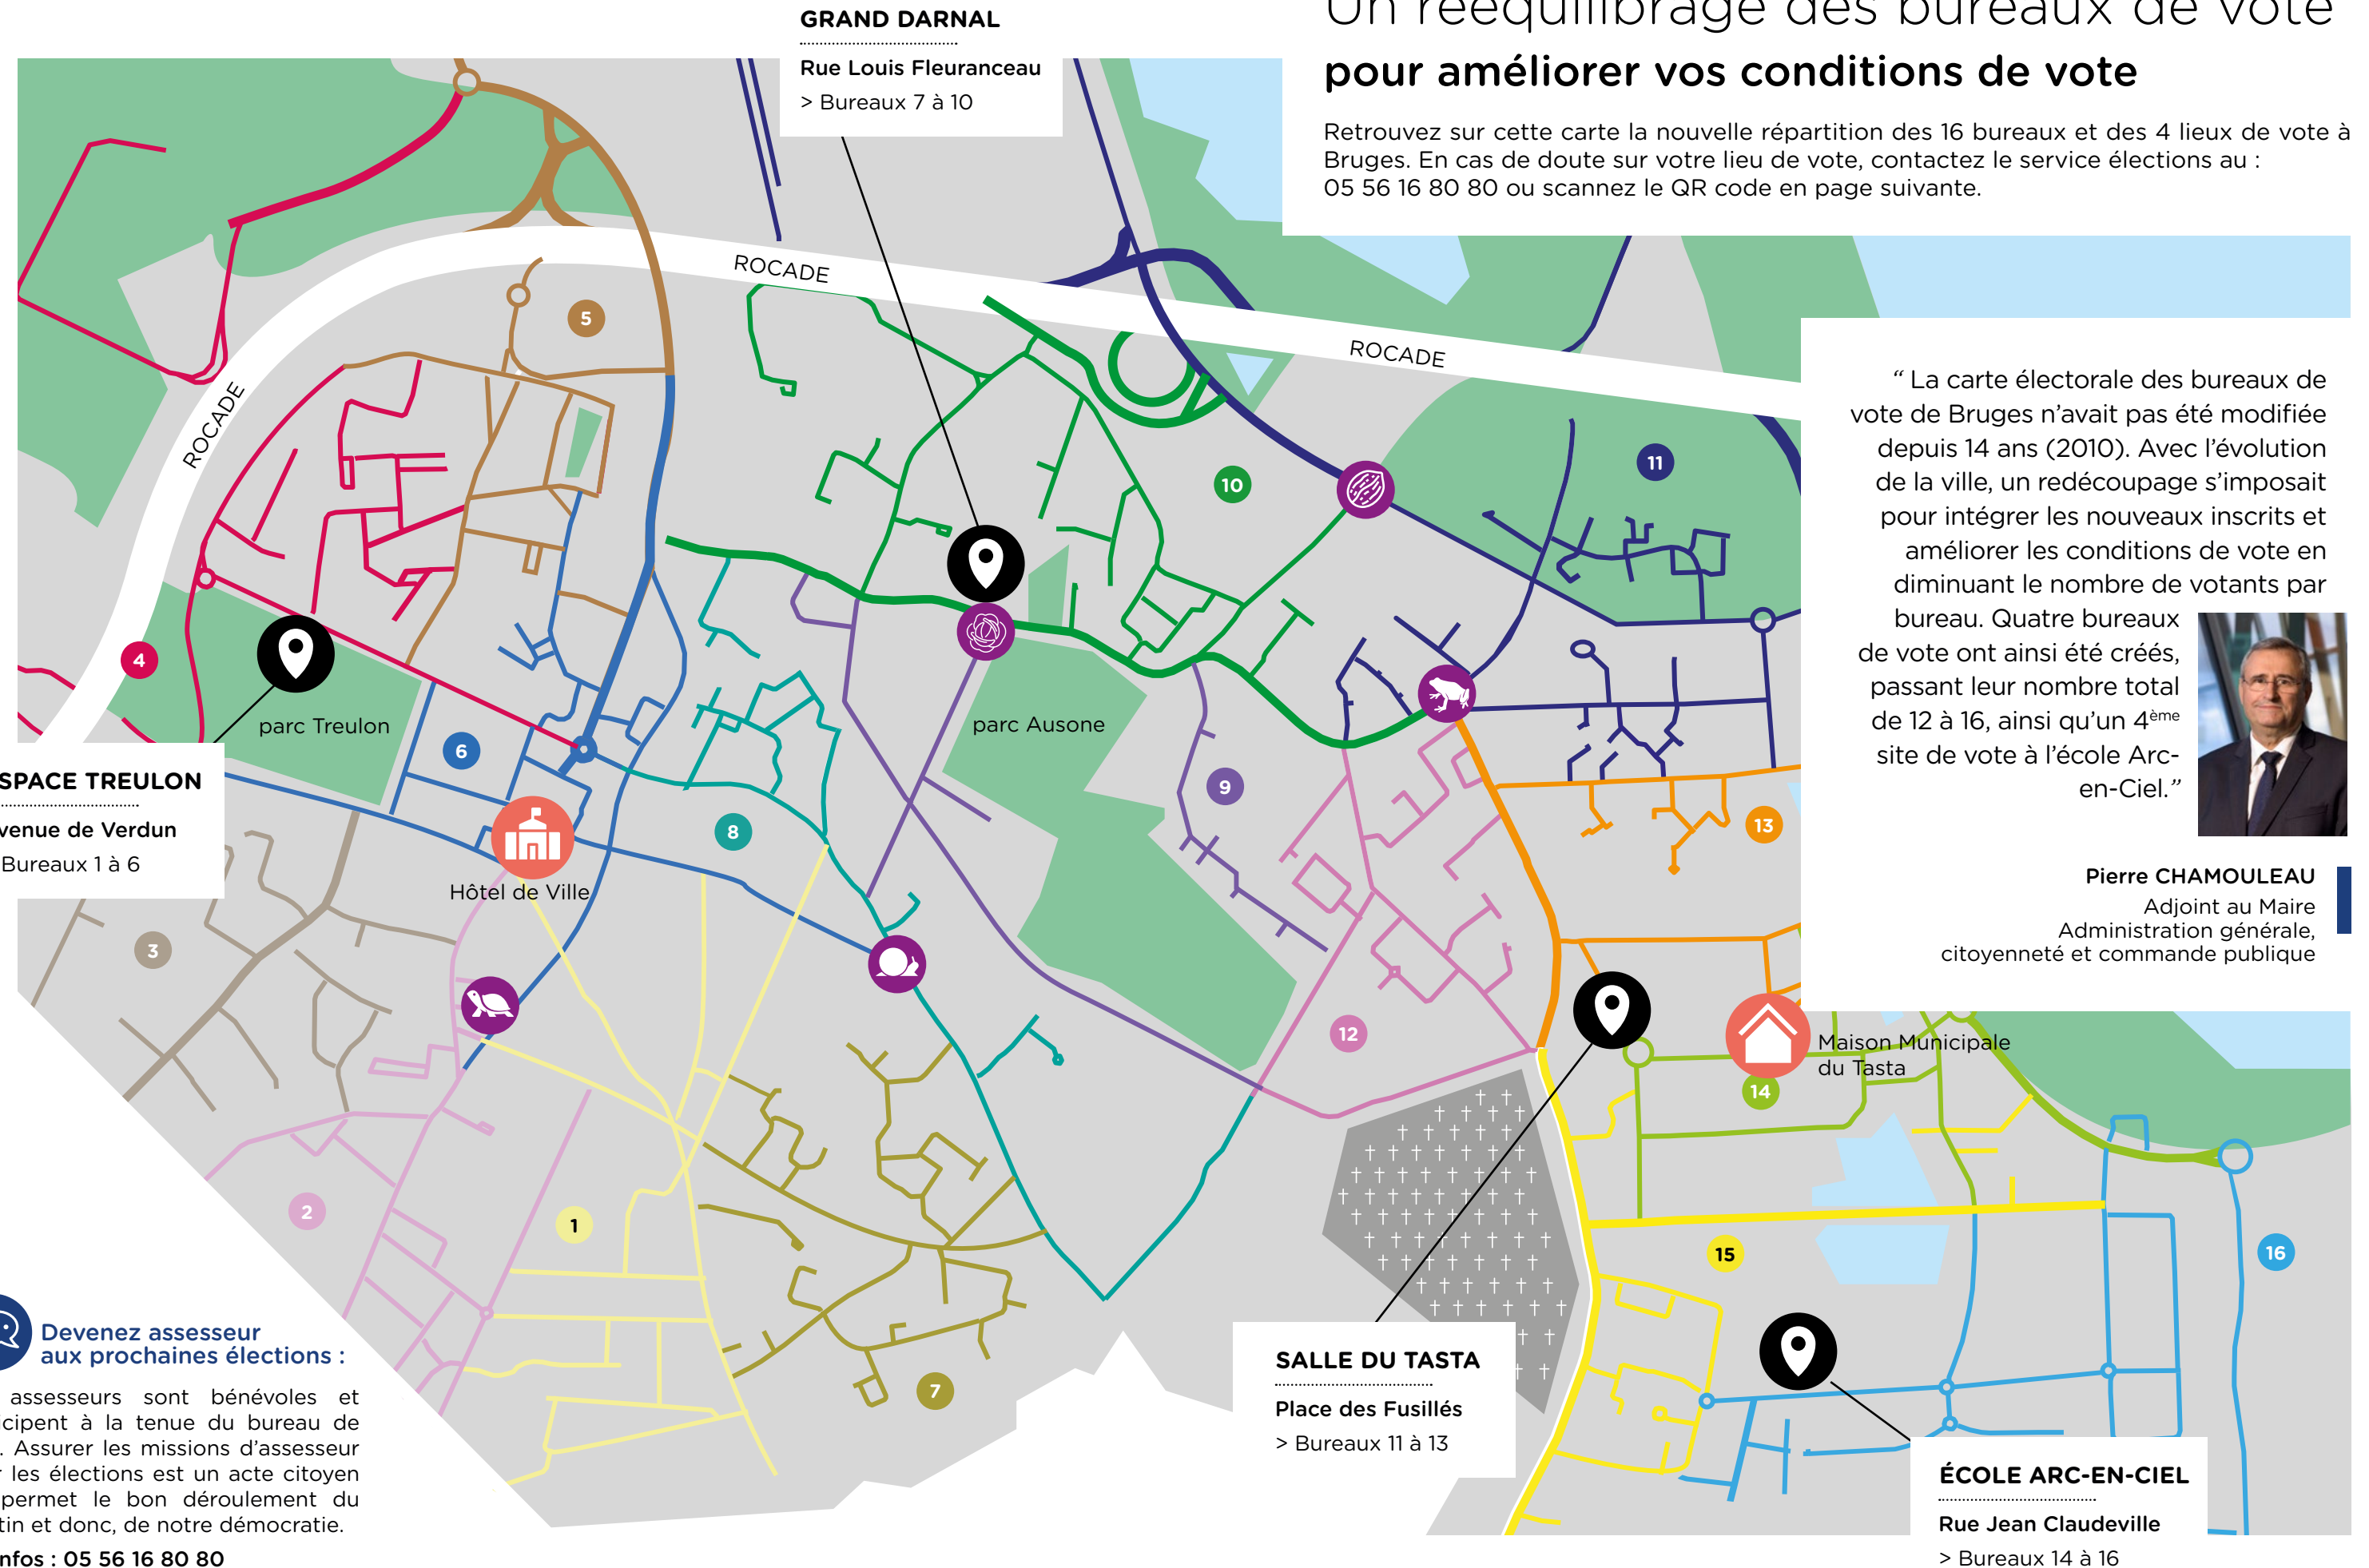 GRAND DARNAL
Rue Louis Fleuranceau
> Bureaux 7 à 10
Un rééquilibrage des bureaux de vote
pour améliorer vos conditions de vote
Retrouvez sur cette carte la nouvelle répartition des 16 bureaux et des 4 lieux de vote à
Bruges. En cas de doute sur votre lieu de vote, contactez le service élections au :
05 56 16 80 80 ou scannez le QR code en page suivante.
ROCADE
ROCADE
ROCADE
5
10
11
4
parc Treulon
6
parc Ausone
9
8
13
Hôtel de Ville
3
12
Maison Municipale
du Tasta
14
2
1
15
16
7
“ La carte électorale des bureaux de
vote de Bruges n’avait pas été modifiée
depuis 14 ans (2010). Avec l’évolution
de la ville, un redécoupage s’imposait
pour intégrer les nouveaux inscrits et
améliorer les conditions de vote en
diminuant le nombre de votants par
bureau. Quatre bureaux
de vote ont ainsi été créés,
passant leur nombre total
de 12 à 16, ainsi qu’un 4ème
site de vote à l’école Arc-
en-Ciel.”
Pierre CHAMOULEAU
Adjoint au Maire
Administration générale,
citoyenneté et commande publique
SPACE TREULON
venue de Verdun
Bureaux 1 à 6
Devenez assesseur
aux prochaines élections :
assesseurs sont bénévoles et
cipent à la tenue du bureau de
. Assurer les missions d’assesseur
les élections est un acte citoyen
permet le bon déroulement du
tin et donc, de notre démocratie.
nfos : 05 56 16 80 80
SALLE DU TASTA
Place des Fusillés
> Bureaux 11 à 13
ÉCOLE ARC-EN-CIEL
Rue Jean Claudeville
> Bureaux 14 à 16